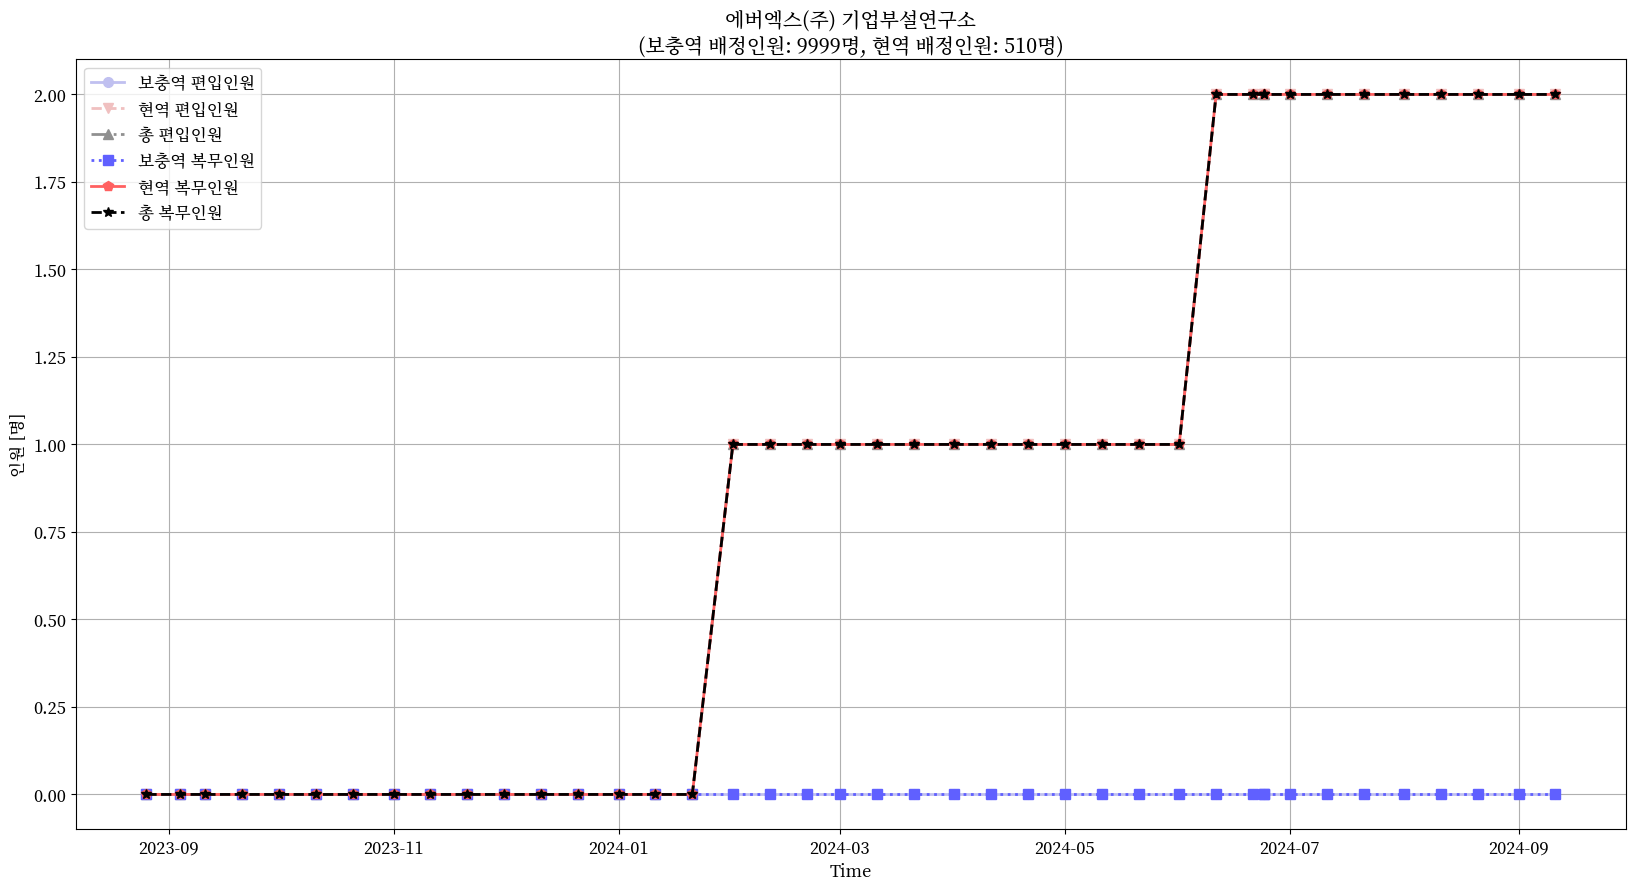 에버엑스(주) 기업부설연구소
(보충역 배정인원: 9999명, 현역 배정인원: 510명)
보충역 편입인원
현역 편입인원
총 편입인원
보충역 복무인원
현역 복무인원
총 복무인원
2.00
1.75
1.50
1.25
1.00
0.75
0.50
0.25
0.00
인원 [명]
2023-09
2023-11
2024-01
2024-03
2024-05
2024-07
2024-09
Time